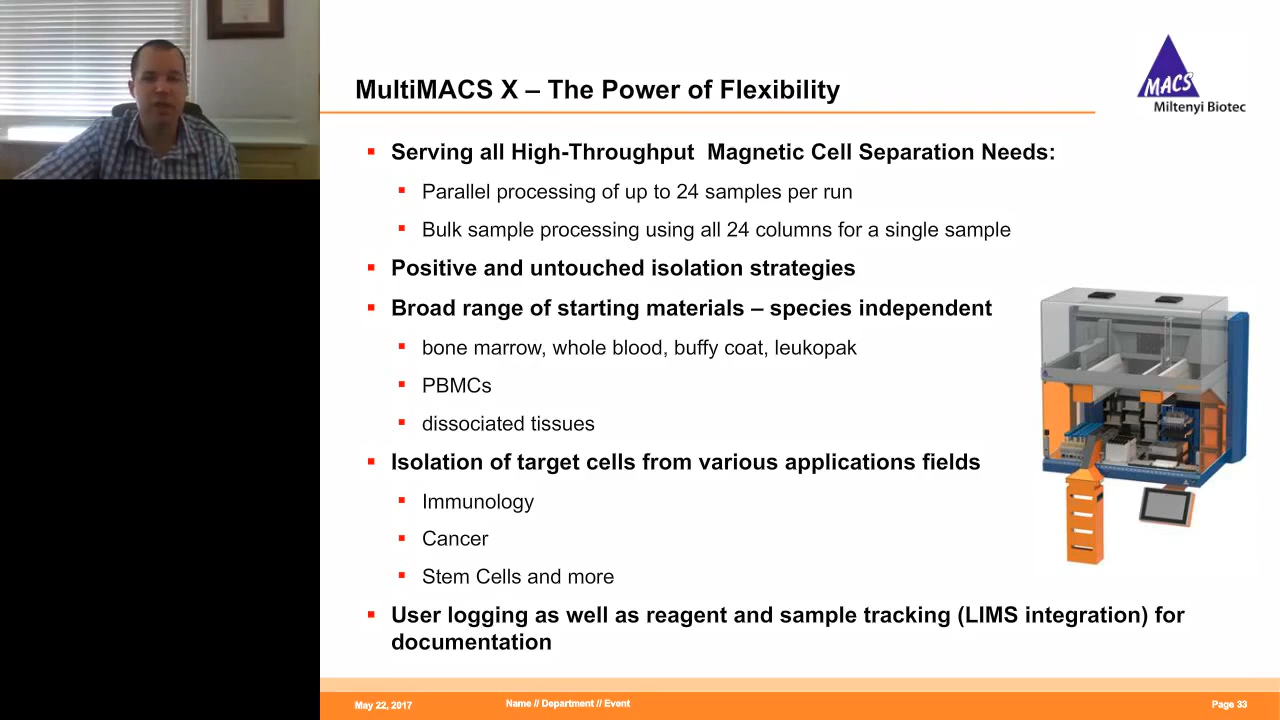 MultiMACS X – The Power of Flexibility
MACS
Miltenyi Biotec
Serving all High-Throughput  Magnetic Cell Separation Needs:
Parallel processing of up to 24 samples per run
Bulk sample processing using all 24 columns for a single sample
Positive and untouched isolation strategies
Broad range of starting materials – species independent
bone marrow, whole blood, buffy coat, leukopak
PBMCs
dissociated tissues
Isolation of target cells from various applications fields
Immunology
Cancer
Stem Cells and more
User logging as well as reagent and sample tracking (LIMS integration) for
documentation
May 22, 2017
Name // Department // Event
Page 33